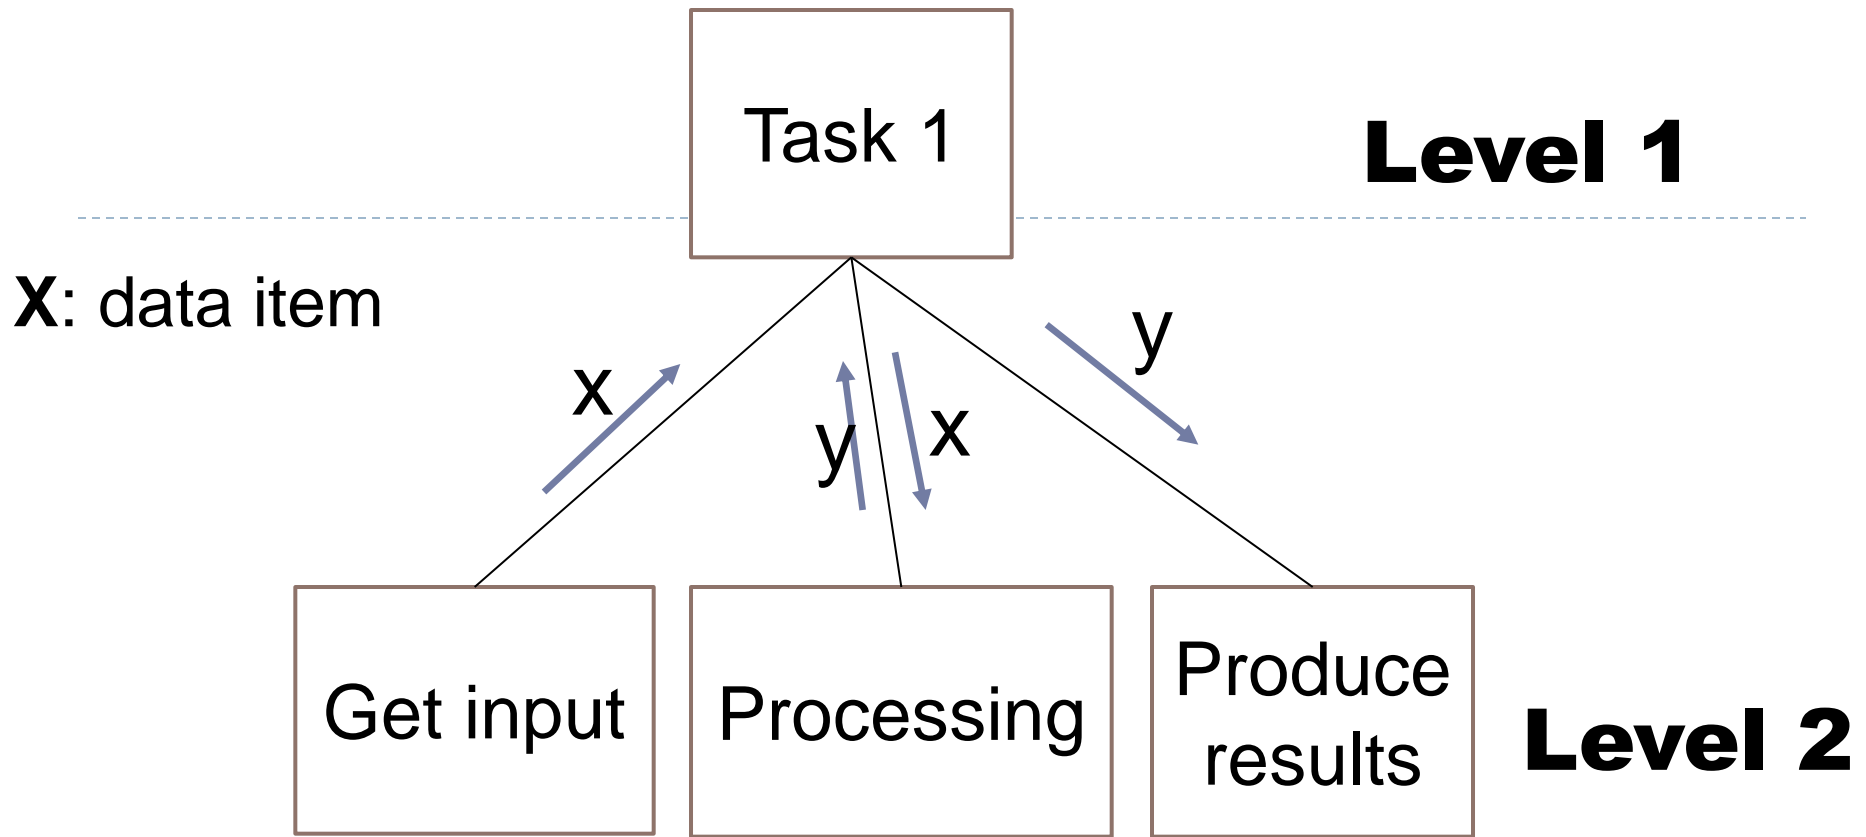 Task 1
Level 1
X: data item
y
x
y
x
Get input
Processing
Produce
results
Level 2